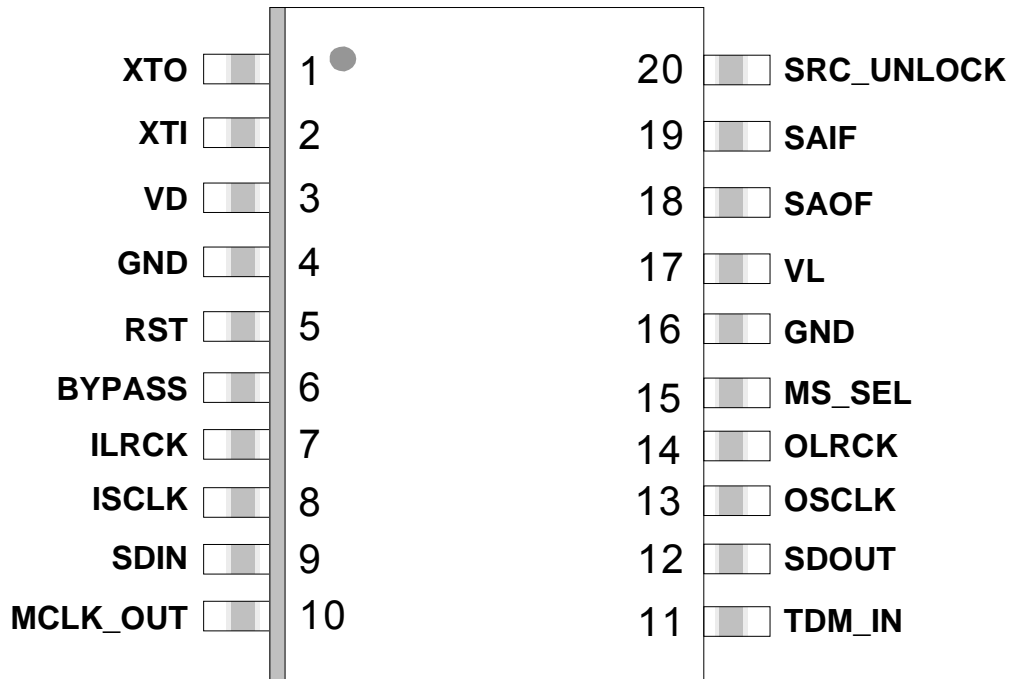 XTO 1 20 SRC_UNLOCK
XTI 2 19 SAIF
VD 3 18 SAOF
GND 4 17 VL
RST 5 16 GND
BYPASS 6 15 MS_SEL
ILRCK 7 14 OLRCK
ISCLK 8 13 OSCLK
SDIN 9 12 SDOUT
MCLK_OUT 10 11 TDM_IN